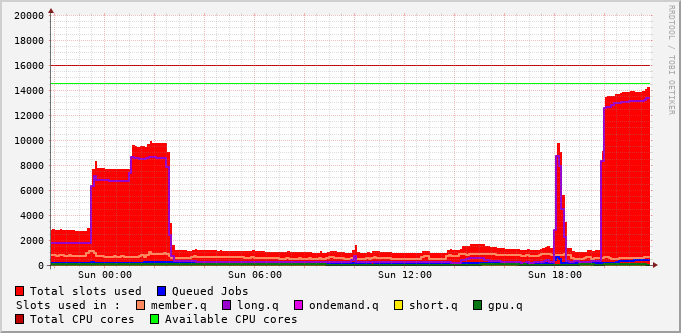 20000
18000
16000
14000
12000
10000
8000
6000
4000
2000
0
Sun 00:00 Sun 06:00 Sun 12:00 Sun 18:00
Total slots used Queued Jobs
Slots used in : member.q long.q ondemand.q short.q gpu.q
Total CPU cores Available CPU cores
RRDTOOL / TOBI OETIKER